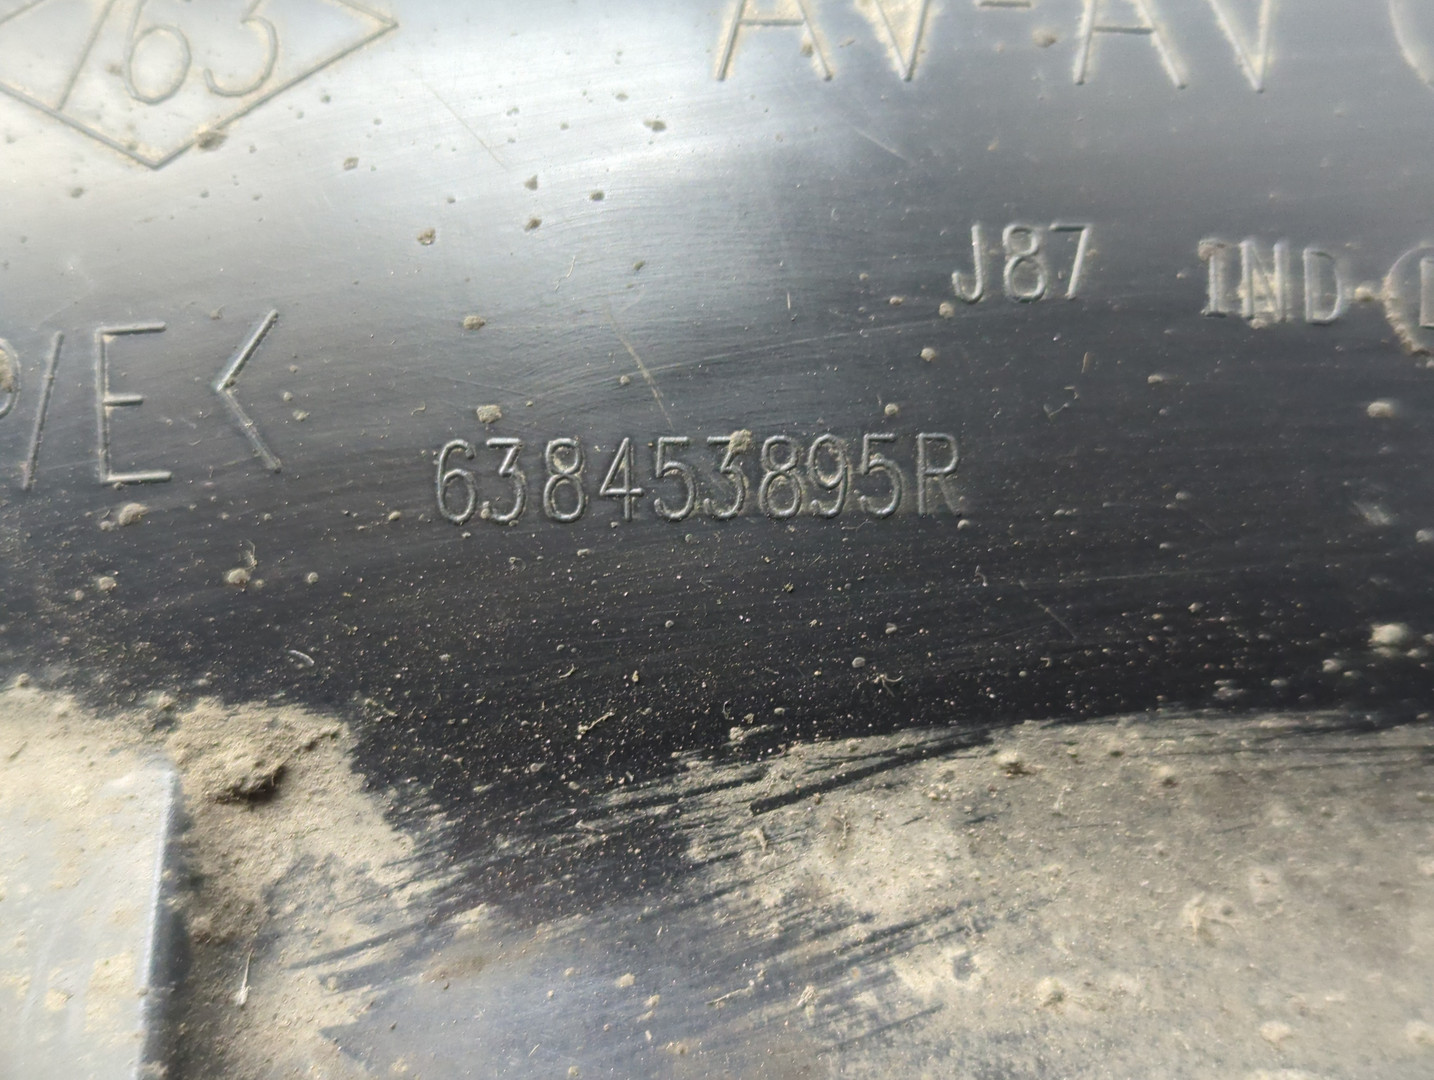 63 AV-AV
J87 IND
P/E<
638453895R